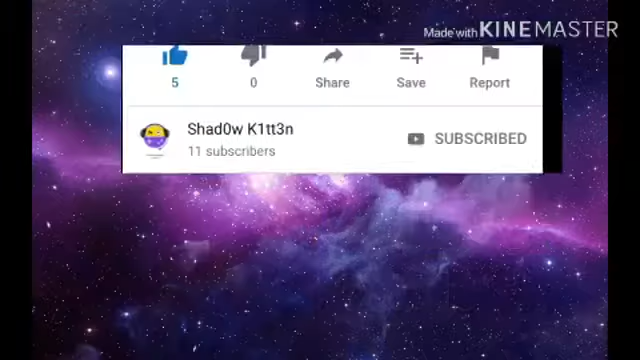 Made with KINEMASTER
5 0 Share Save Report
Shad0w K1tt3n
11 subscribers
SUBSCRIBED